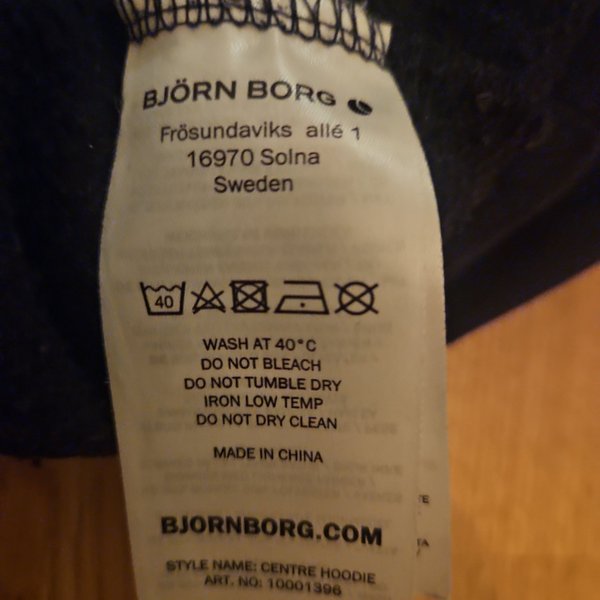 BJÖRN BORG
Frösundaviks allé 1
16970 Solna
Sweden
40
WASH AT 40°C
DO NOT BLEACH
DO NOT TUMBLE DRY
IRON LOW TEMP
DO NOT DRY CLEAN
MADE IN CHINA
BJORNBORG.COM
STYLE NAME: CENTRE HOODIE
ART. NO: 10001396